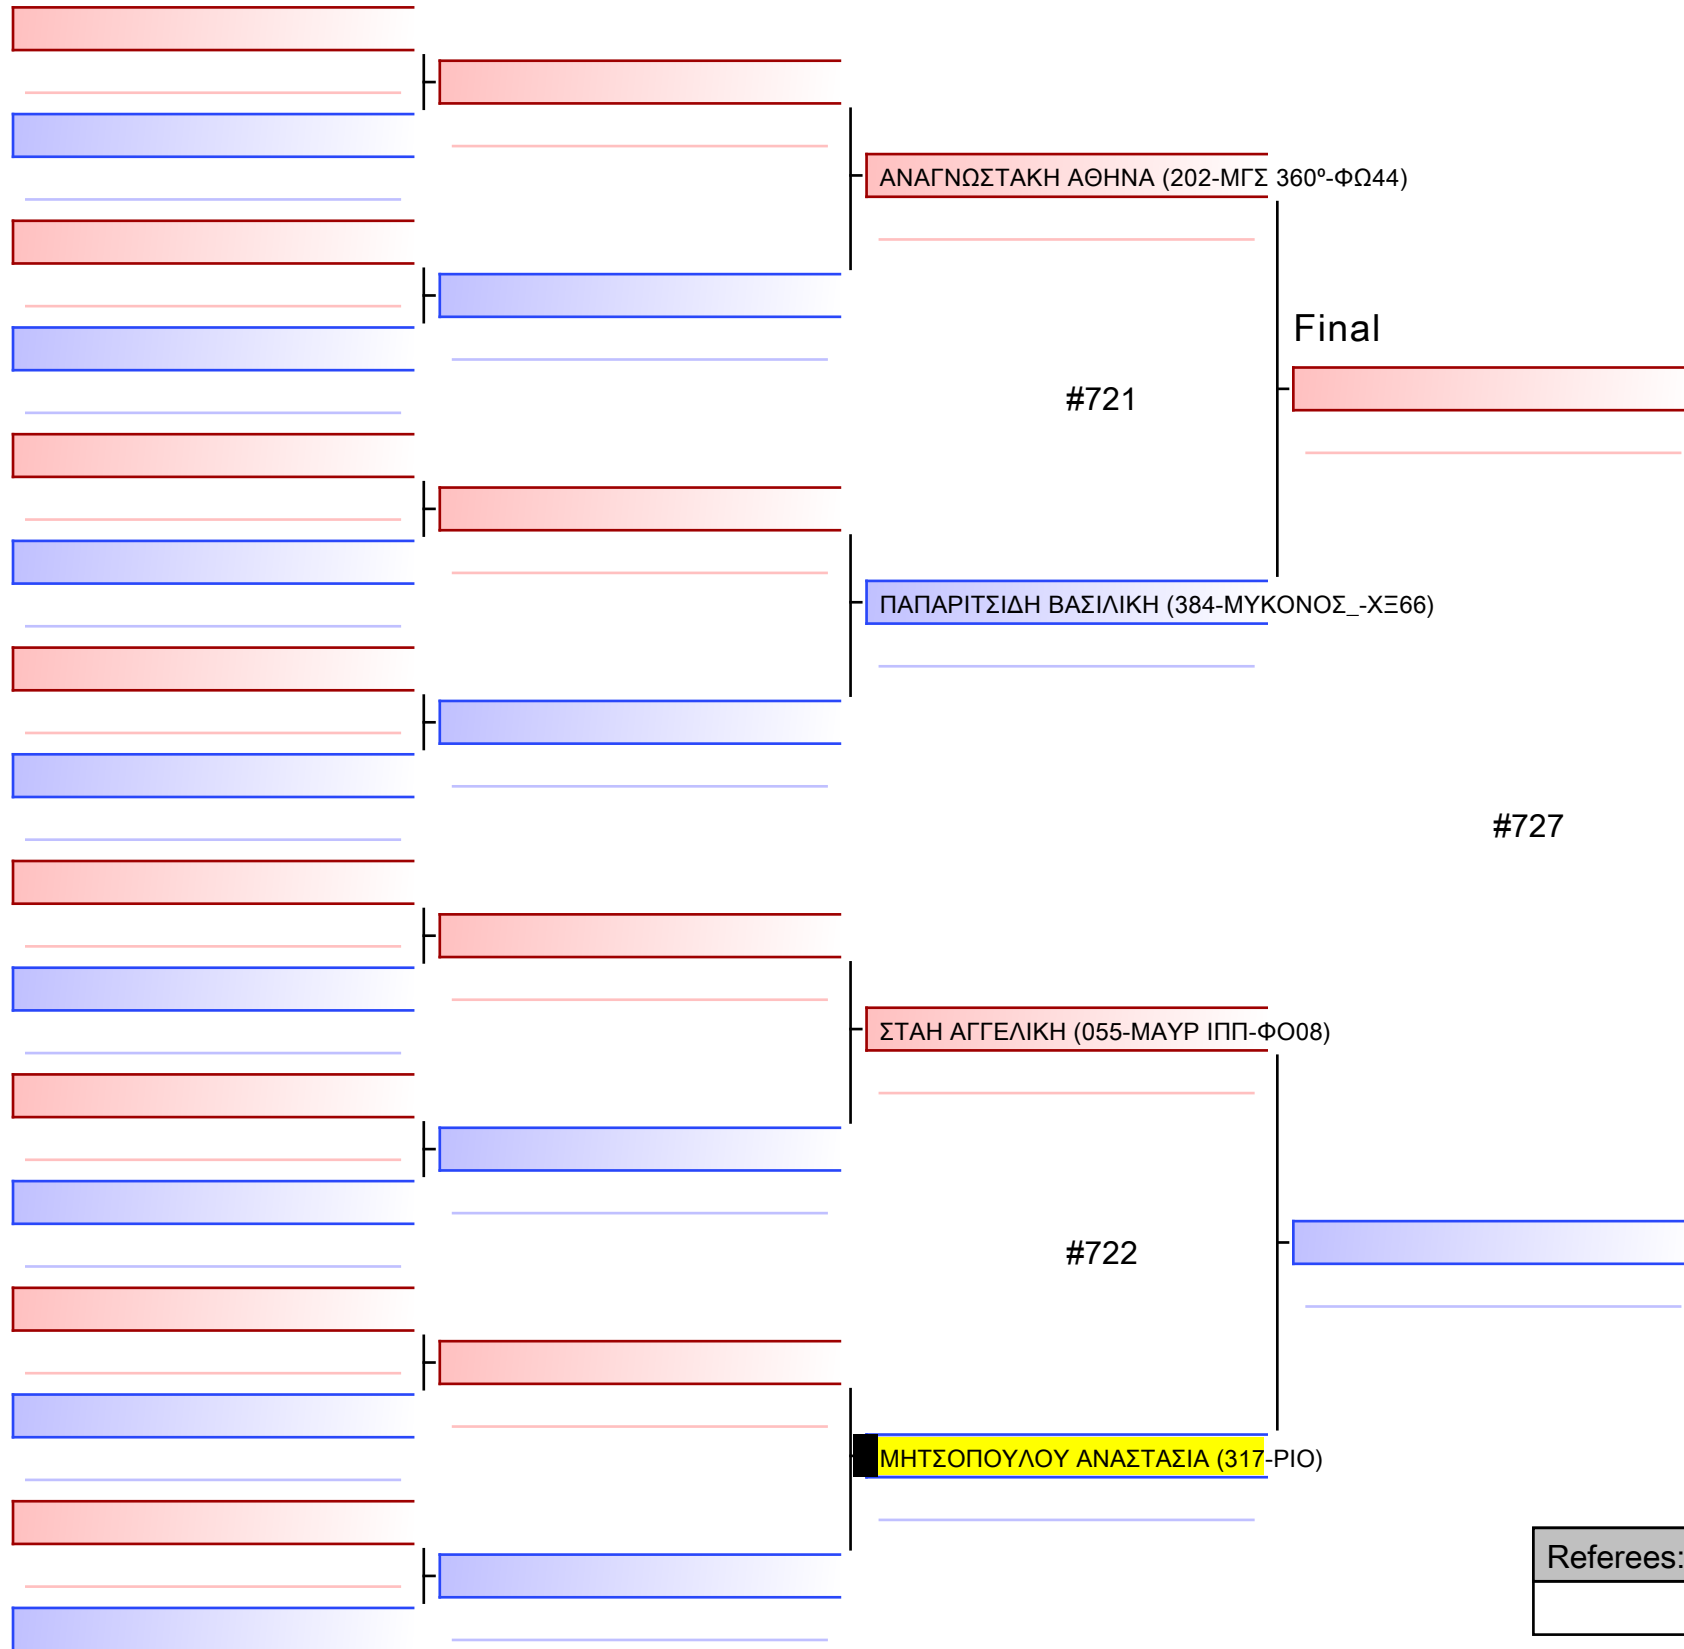 ΑΝΑΓΝΩΣΤΑΚΗ ΑΘΗΝΑ (202-ΜΓΣ 360º-ΦΩ44)
Final
#721
ΠΑΠΑΡΙΤΣΙΔΗ ΒΑΣΙΛΙΚΗ (384-ΜΥΚΟΝΟΣ_-ΧΞ66)
#727
ΣΤΑΗ ΑΓΓΕΛΙΚΗ (055-ΜΑΥΡ ΙΠΠ-ΦΟ08)
#722
ΜΗΤΣΟΠΟΥΛΟΥ ΑΝΑΣΤΑΣΙΑ (317-ΡΙΟ)
Referees: